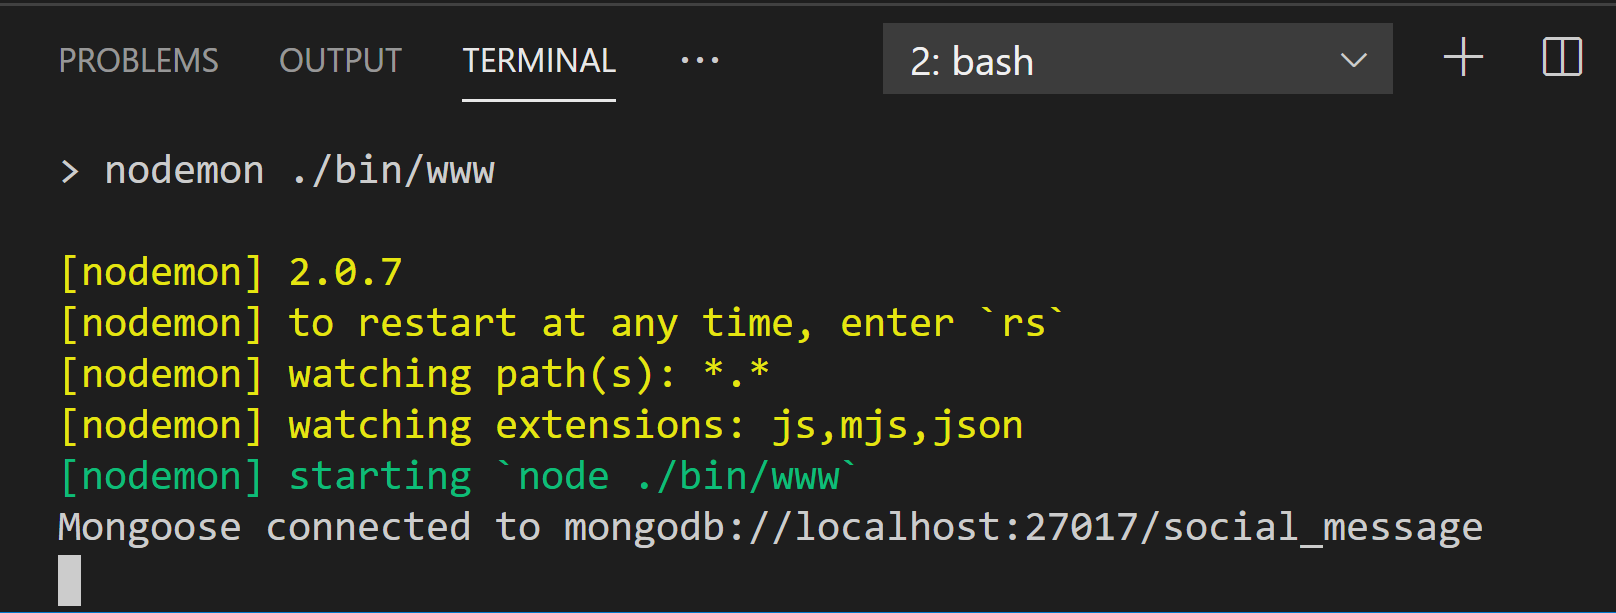 PROBLEMS OUTPUT TERMINAL ··· 2: bash
> nodemon ./bin/www
[nodemon] 2.0.7
[nodemon] to restart at any time, enter `rs`
[nodemon] watching path(s): *.*
[nodemon] watching extensions: js,mjs,json
[nodemon] starting `node ./bin/www`
Mongoose connected to mongodb://localhost:27017/social_message